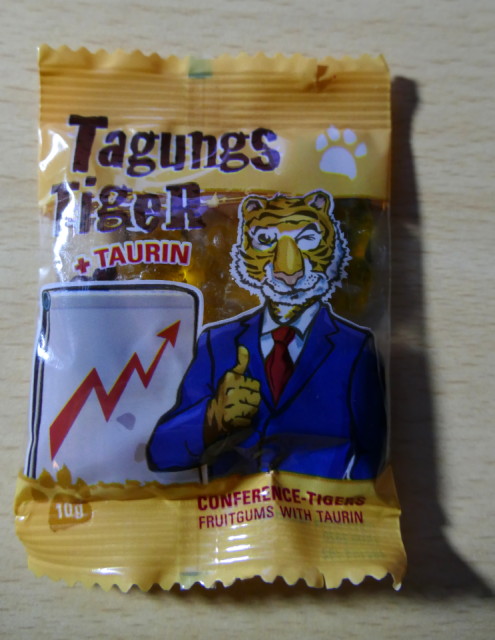 Tagungs
Tiger
+ TAURIN
10g
CONFERENCE-TIGERS
FRUITGUMS WITH TAURIN